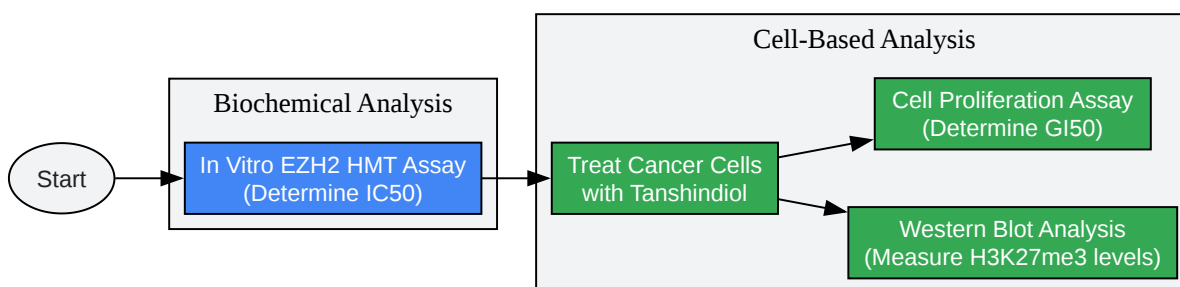 Start
Biochemical Analysis
In Vitro EZH2 HMT Assay
(Determine IC50)
Cell-Based Analysis
Treat Cancer Cells
with Tanshindiol
Cell Proliferation Assay
(Determine GI50)
Western Blot Analysis
(Measure H3K27me3 levels)